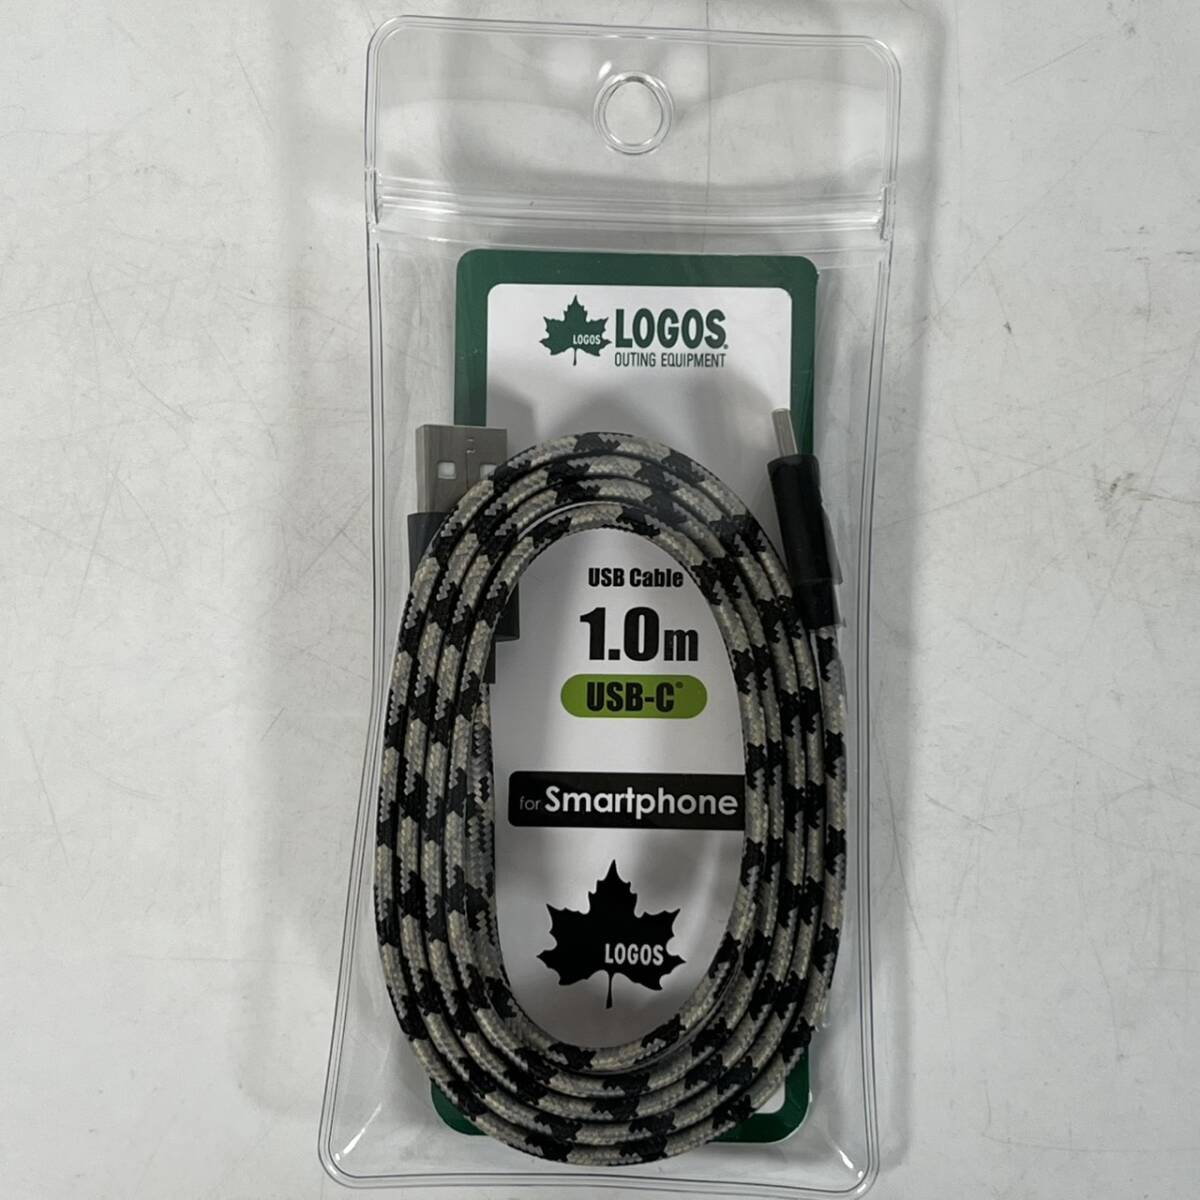 LOGOS
LOGOS®
OUTING EQUIPMENT
USB Cable
1.0m
USB-C®
for Smartphone
LOGOS